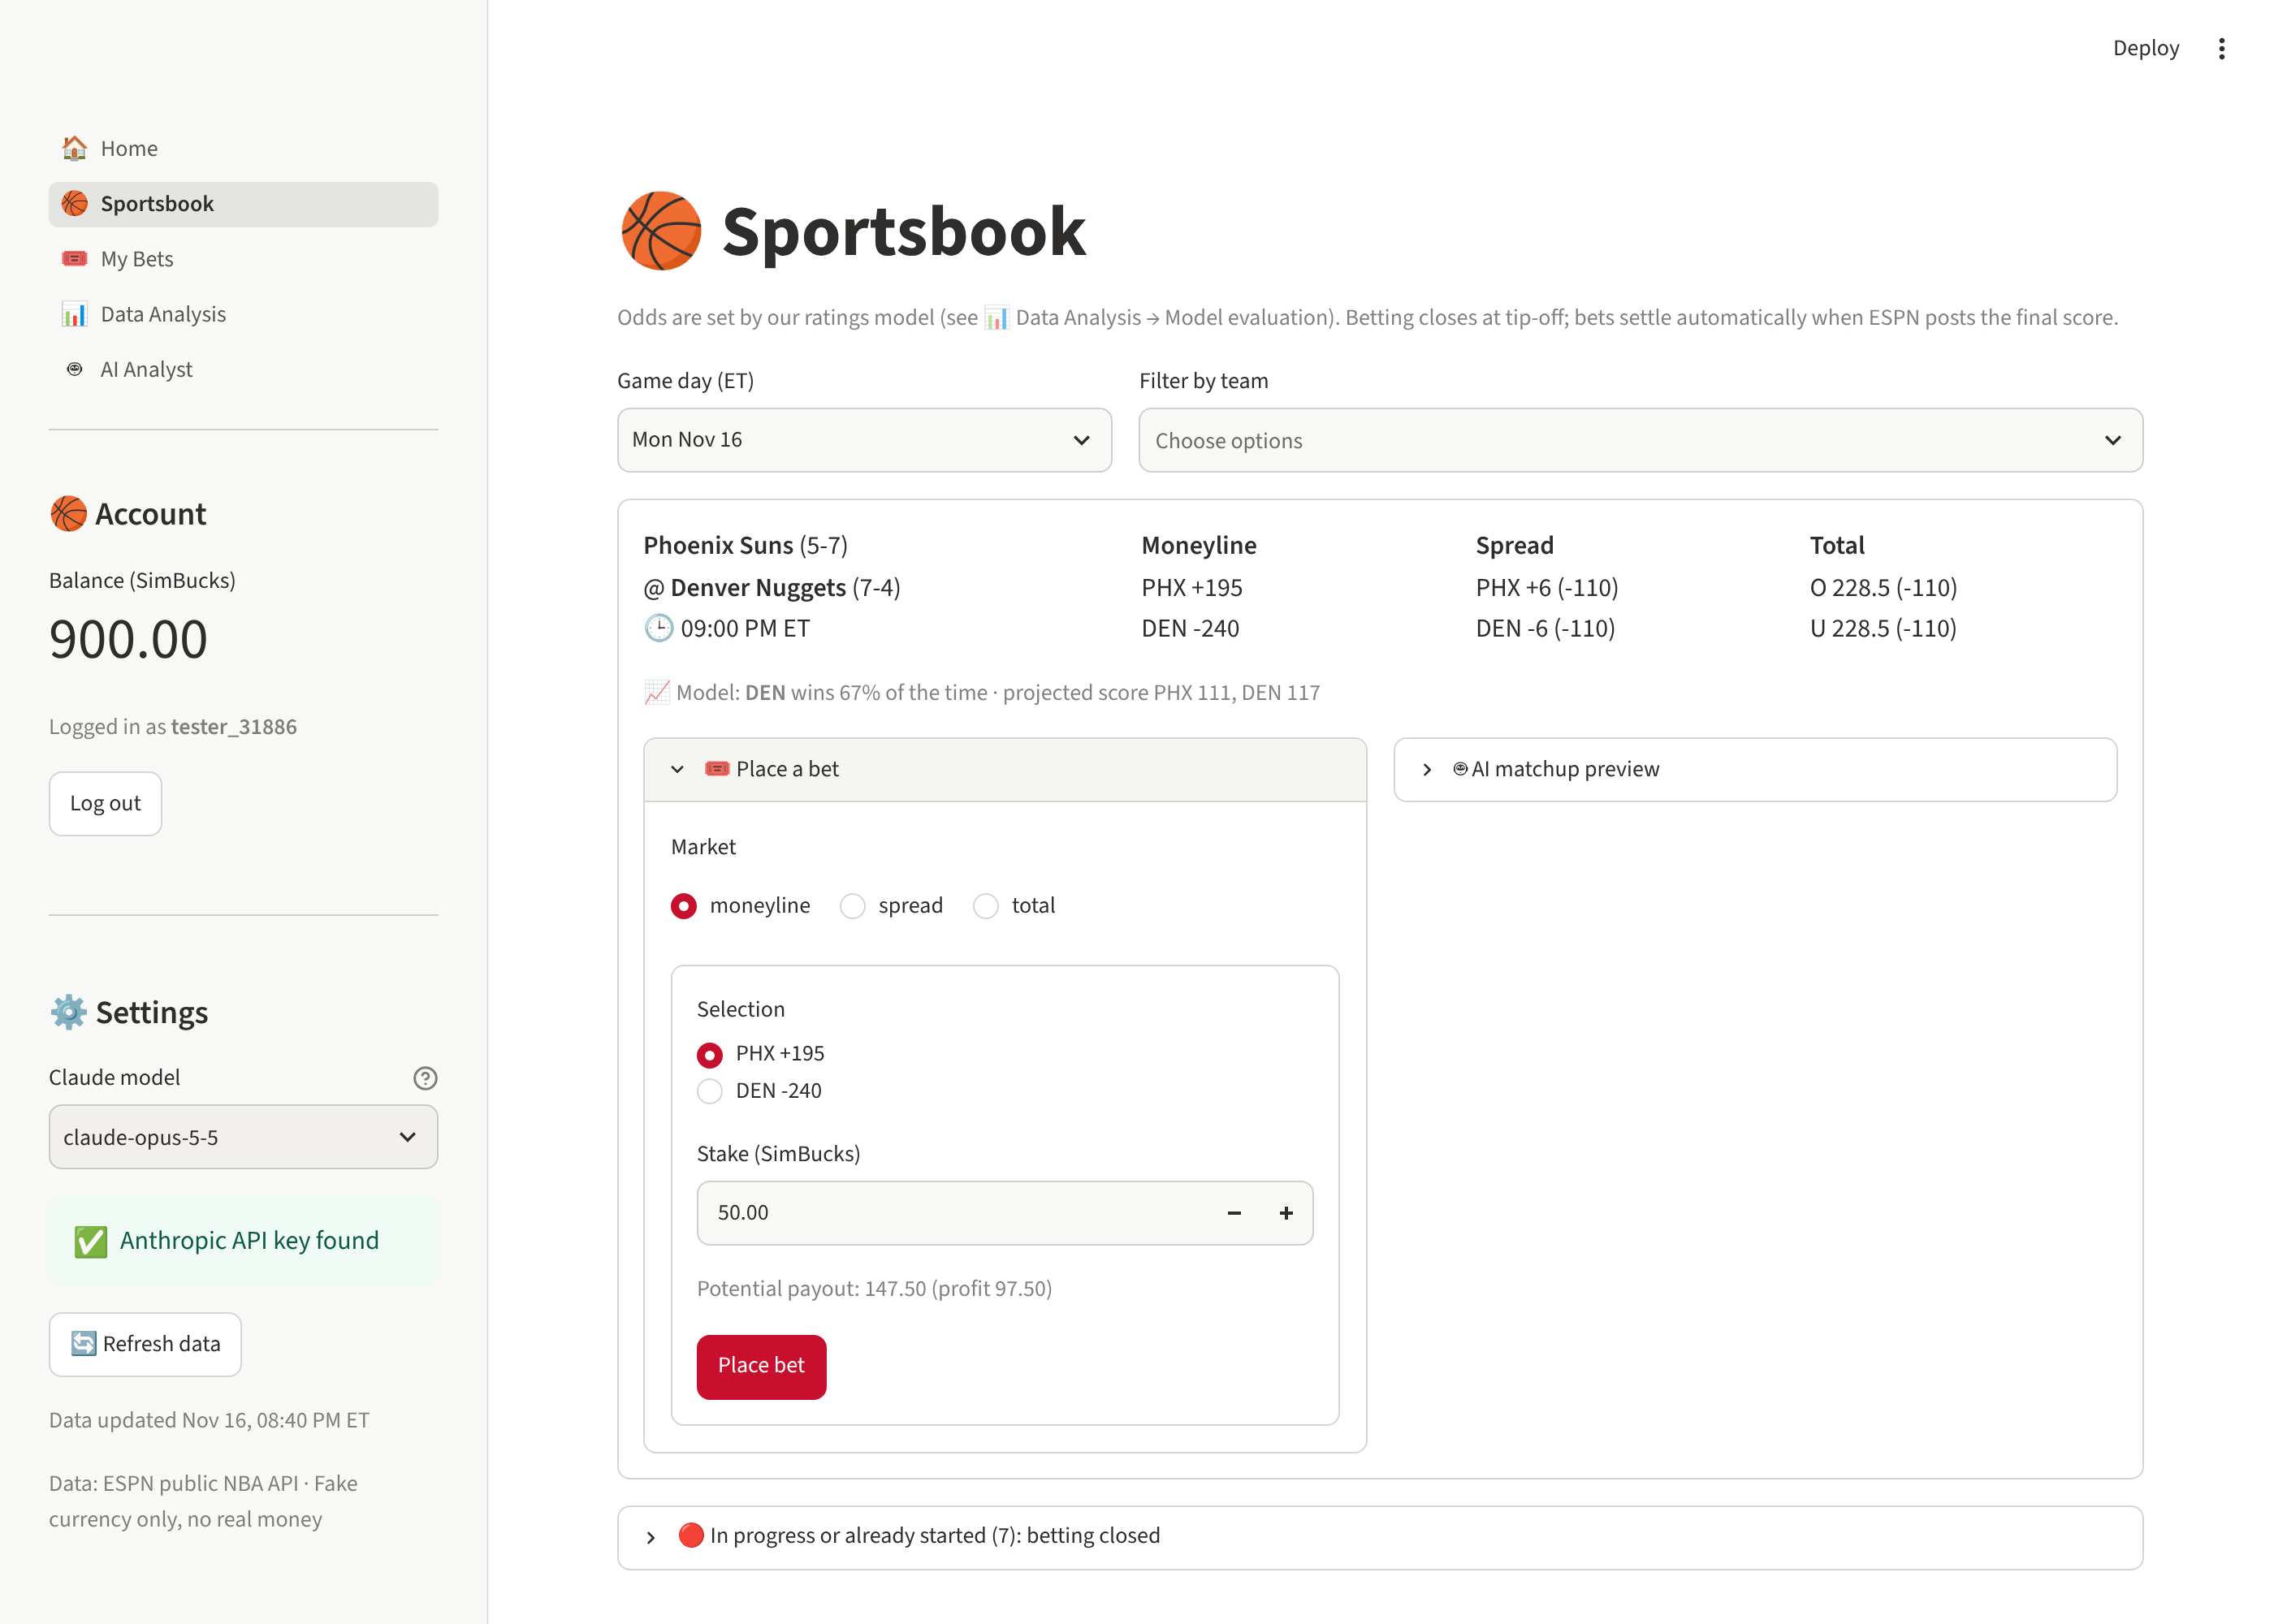 Deploy
Home
Sportsbook
My Bets
Data Analysis
AI Analyst
Account
Balance (SimBucks)
900.00
Logged in as tester_31886
Log out
Settings
Claude model
claude-opus-5-5
Anthropic API key found
Refresh data
Data updated Nov 16, 08:40 PM ET
Data: ESPN public NBA API · Fake
currency only, no real money
Sportsbook
Odds are set by our ratings model (see 📊 Data Analysis → Model evaluation). Betting closes at tip-off; bets settle automatically when ESPN posts the final score.
Game day (ET)
Filter by team
Mon Nov 16
Choose options
Phoenix Suns (5-7)
@ Denver Nuggets (7-4)
09:00 PM ET
Moneyline
PHX +195
DEN -240
Spread
PHX +6 (-110)
DEN -6 (-110)
Total
O 228.5 (-110)
U 228.5 (-110)
Model: DEN wins 67% of the time · projected score PHX 111, DEN 117
Place a bet
AI matchup preview
Market
moneyline
spread
total
Selection
PHX +195
DEN -240
Stake (SimBucks)
50.00
Potential payout: 147.50 (profit 97.50)
Place bet
In progress or already started (7): betting closed